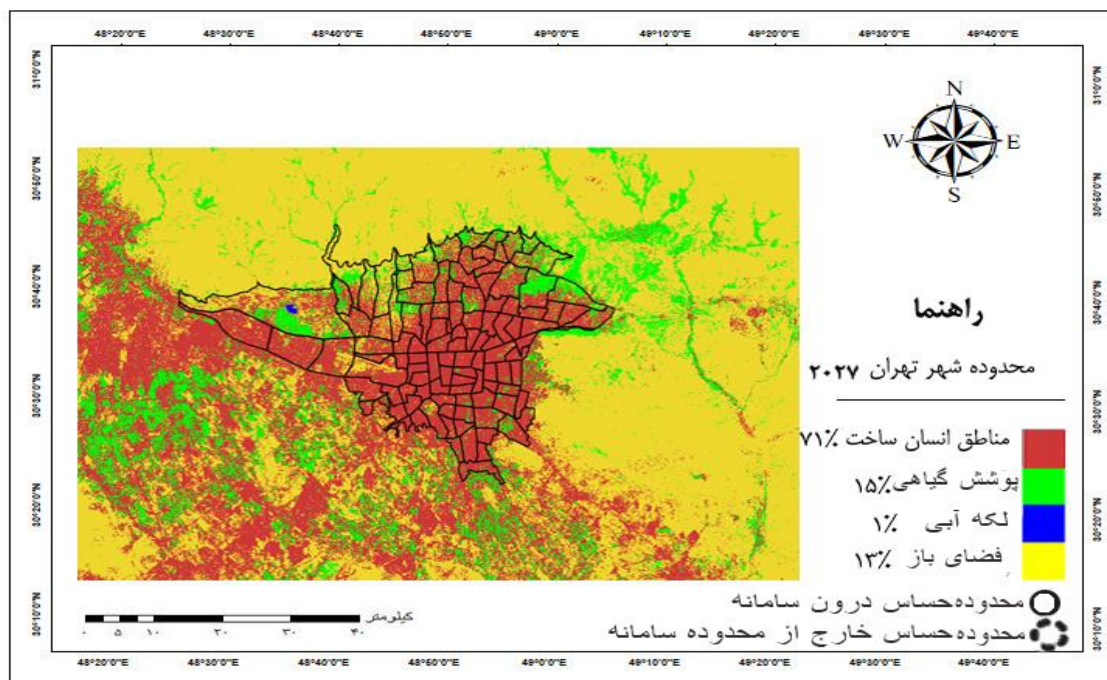 48°20'0"E 48°30'0"E 48°40'0"E 48°50'0"E 49°0'0"E 49°10'0"E 49°20'0"E 49°30'0"E 49°40'0"E
N
W E
S
راهنما
محدوده شهر تهران ۲۰۲۷
مناطق انسان ساخت ۷۱%
پوشش گیاهی ۱۵%
لکه آبی ۱%
فضای باز ۱۳%
محدوده حساس درون سامانه
محدوده حساس خارج از محدوده سامانه
کیلومتر
۰ ۵ ۱۰ ۲۰ ۳۰ ۴۰
48°20'0"E 48°30'0"E 48°40'0"E 48°50'0"E 49°0'0"E 49°10'0"E 49°20'0"E 49°30'0"E 49°40'0"E